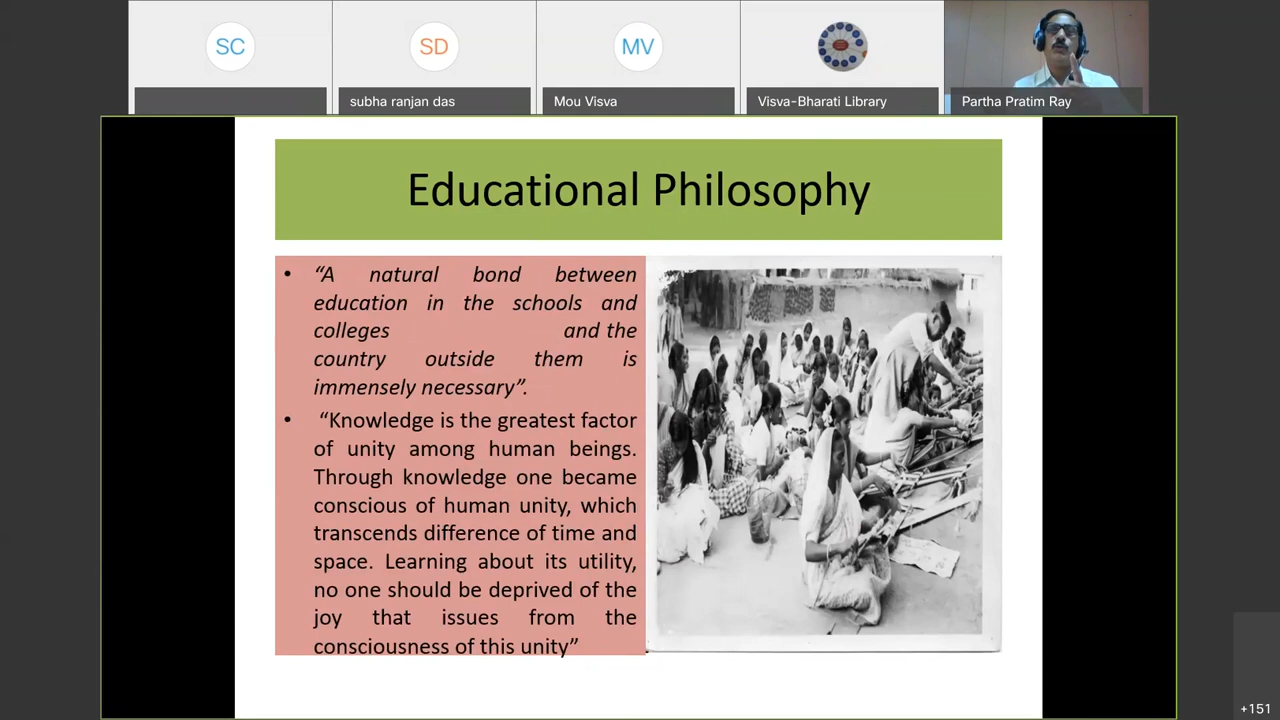 SC
SD
MV
subha ranjan das
Mou Visva
Visva-Bharati Library
Partha Pratim Ray
Educational Philosophy
• “A natural bond between
education in the schools and
colleges and the
country outside them is
immensely necessary”.
• “Knowledge is the greatest factor
of unity among human beings.
Through knowledge one became
conscious of human unity, which
transcends difference of time and
space. Learning about its utility,
no one should be deprived of the
joy that issues from the
consciousness of this unity”
+151